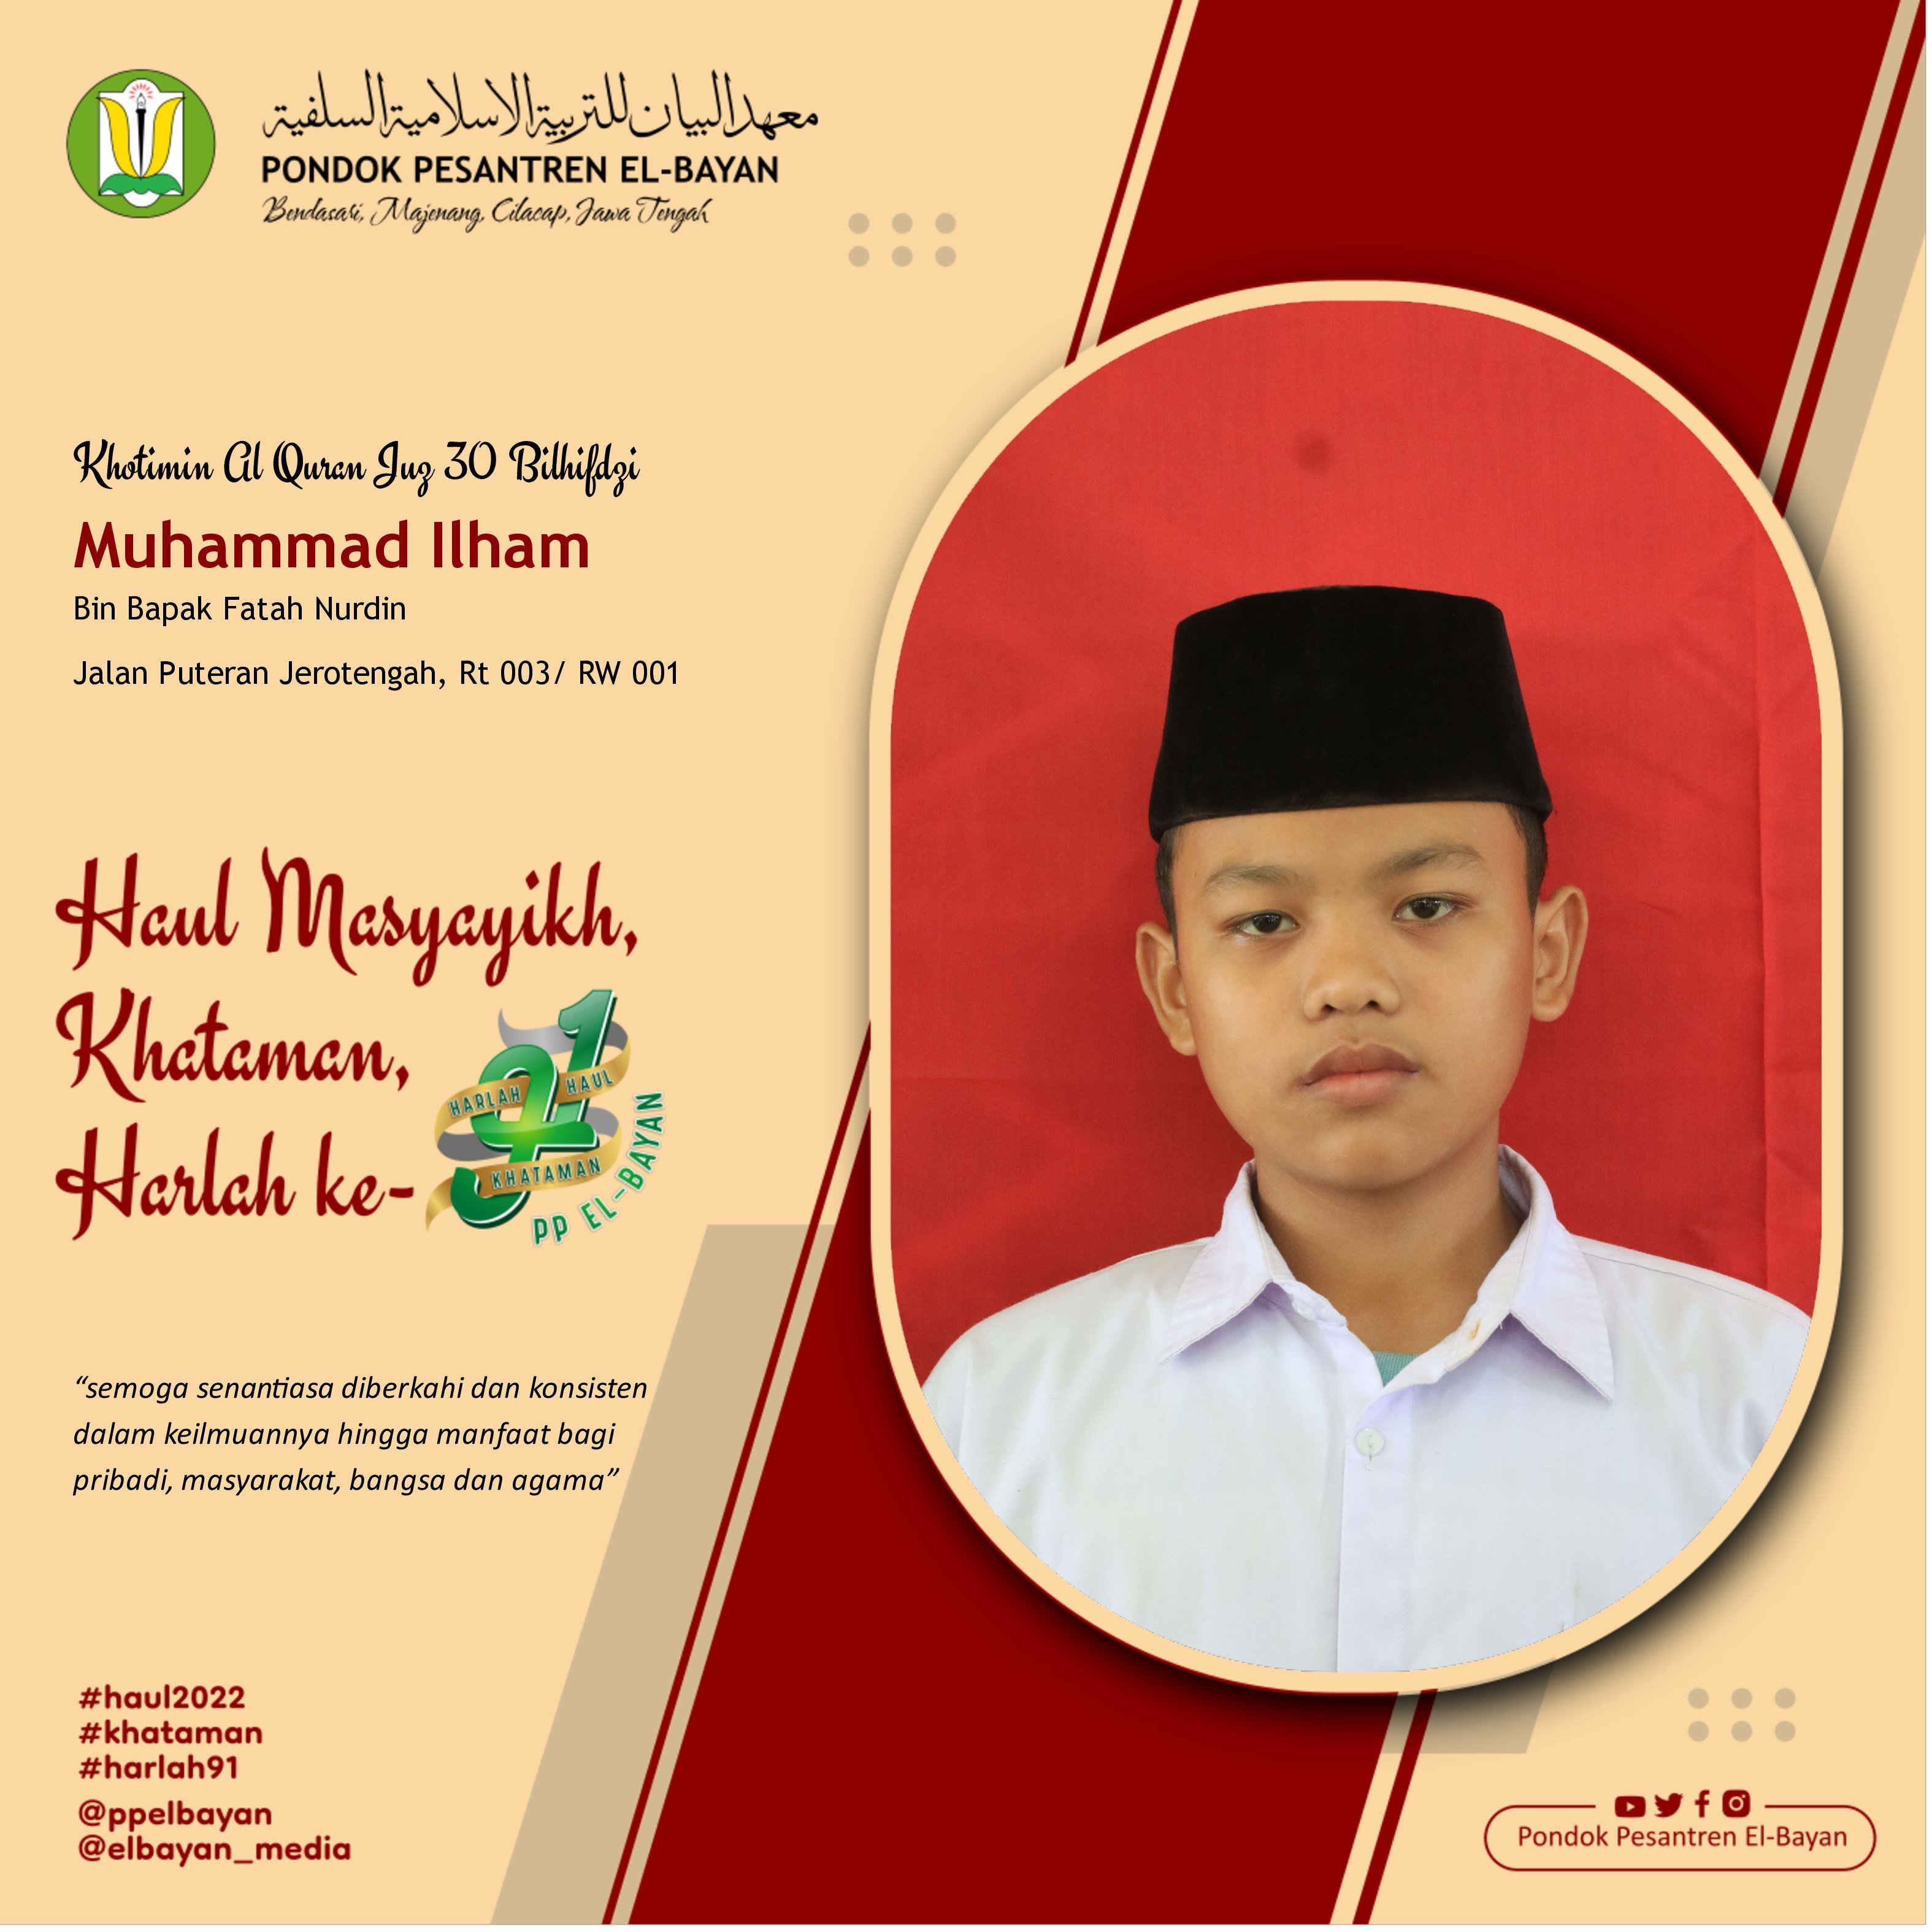 معهد البيان للتربية الاسلامية السلفية
PONDOK PESANTREN EL-BAYAN
Bendasari, Majenang, Cilacap, Jawa Tengah
Khotimin Al Quran Juz 30 Bilhifdzi
Muhammad Ilham
Bin Bapak Fatah Nurdin
Jalan Puteran Jerotengah, Rt 003/ RW 001
Haul Masyayikh,
Khataman,
Harlah ke-
91
HARLAH HAUL
KHATAMAN
PP EL-BAYAN
“semoga senantiasa diberkahi dan konsisten
dalam keilmuannya hingga manfaat bagi
pribadi, masyarakat, bangsa dan agama”
#haul2022
#khataman
#harlah91
@ppelbayan
@elbayan_media
Pondok Pesantren El-Bayan